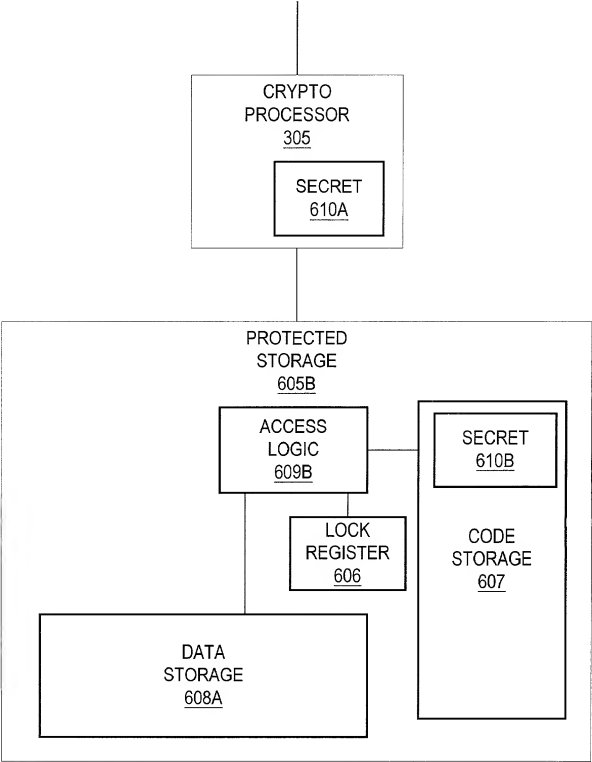 CRYPTO
PROCESSOR
305
SECRET
610A
PROTECTED
STORAGE
605B
ACCESS
LOGIC
609B
SECRET
610B
LOCK
REGISTER
606
CODE
STORAGE
607
DATA
STORAGE
608A